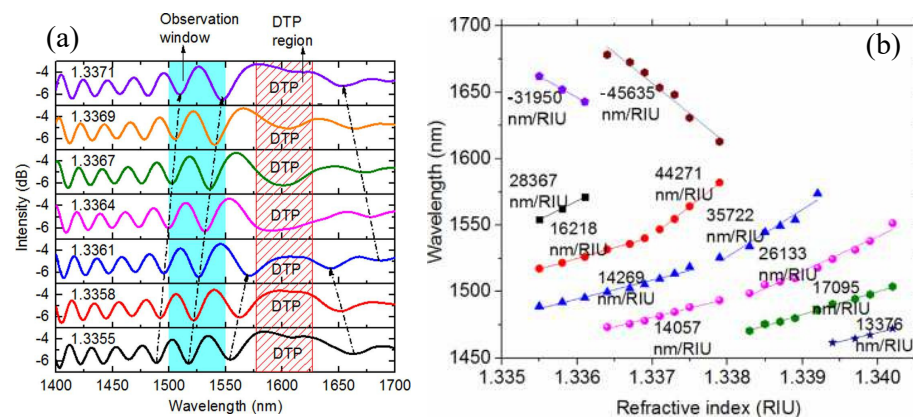 (a)
Observation
window
DTP
region
-4
-6
1.3371
DTP
-4
-6
1.3369
DTP
-4
-6
1.3367
DTP
-4
-6
1.3364
DTP
-4
-6
1.3361
DTP
-4
-6
1.3358
DTP
-4
-6
1.3355
DTP
Intensity (dB)
1400 1450 1500 1550 1600 1650 1700
Wavelength (nm)
(b)
1700
1650
1600
1550
1500
1450
Wavelength (nm)
-31950
nm/RIU
-45635
nm/RIU
28367
nm/RIU
16218
nm/RIU
44271
nm/RIU
35722
nm/RIU
14269
nm/RIU
26133
nm/RIU
14057
nm/RIU
17095
nm/RIU
13376
nm/RIU
1.335 1.336 1.337 1.338 1.339 1.340
Refractive index (RIU)